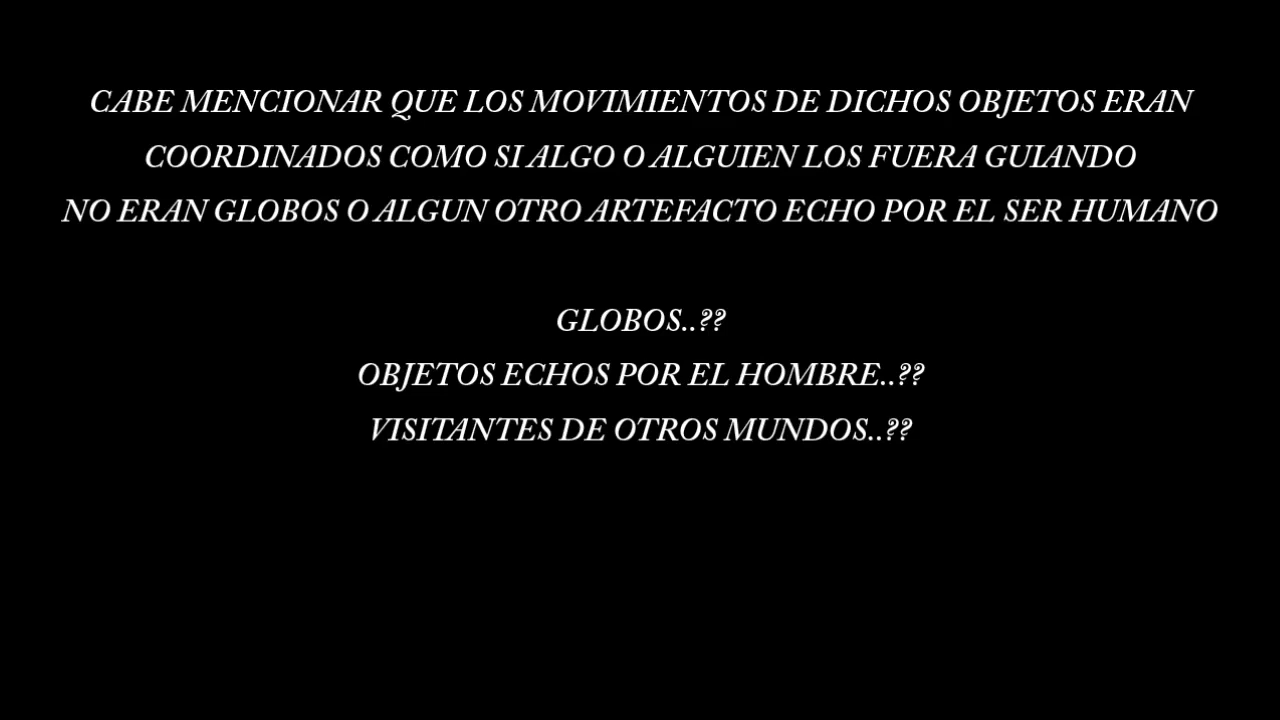 CABE MENCIONAR QUE LOS MOVIMIENTOS DE DICHOS OBJETOS ERAN
COORDINADOS COMO SI ALGO O ALGUIEN LOS FUERA GUIANDO
NO ERAN GLOBOS O ALGUN OTRO ARTEFACTO ECHO POR EL SER HUMANO
GLOBOS..??
OBJETOS ECHOS POR EL HOMBRE..??
VISITANTES DE OTROS MUNDOS..??